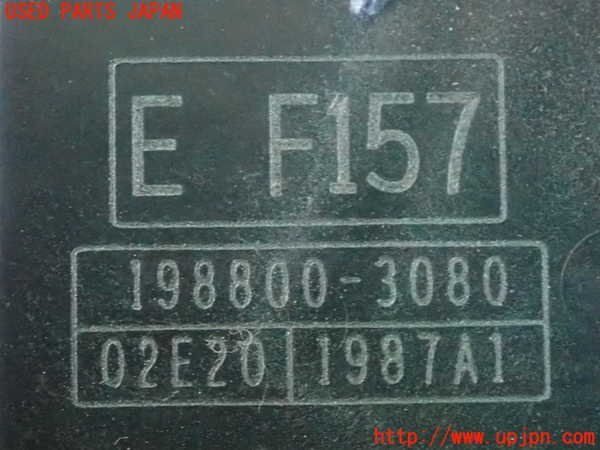 USED PARTS JAPAN
E F157
198800-3080
02E20 1987A1
http://www.upjpn.com/